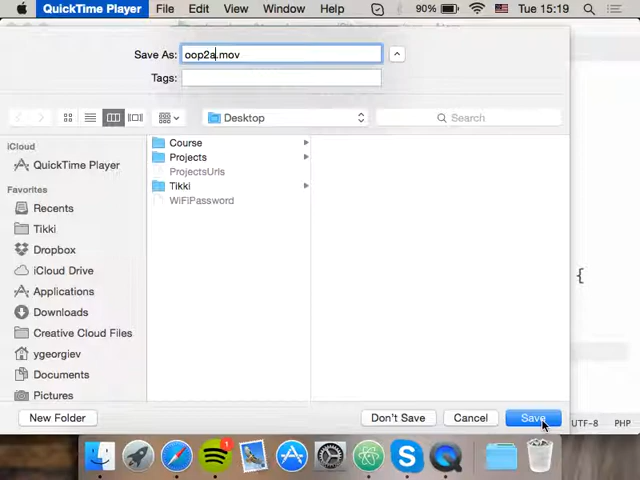 QuickTime Player File Edit View Window Help 90% Tue 15:19
Save As: oop2a.mov
Tags:
Desktop
Search
iCloud
QuickTime Player
Favorites
Recents
Tikki
Dropbox
iCloud Drive
Applications
Downloads
Creative Cloud Files
ygeorgiev
Documents
Pictures
Course
Projects
ProjectsUrls
Tikki
WiFiPassword
{
New Folder Don't Save Cancel Save
UTF-8 PHP
1